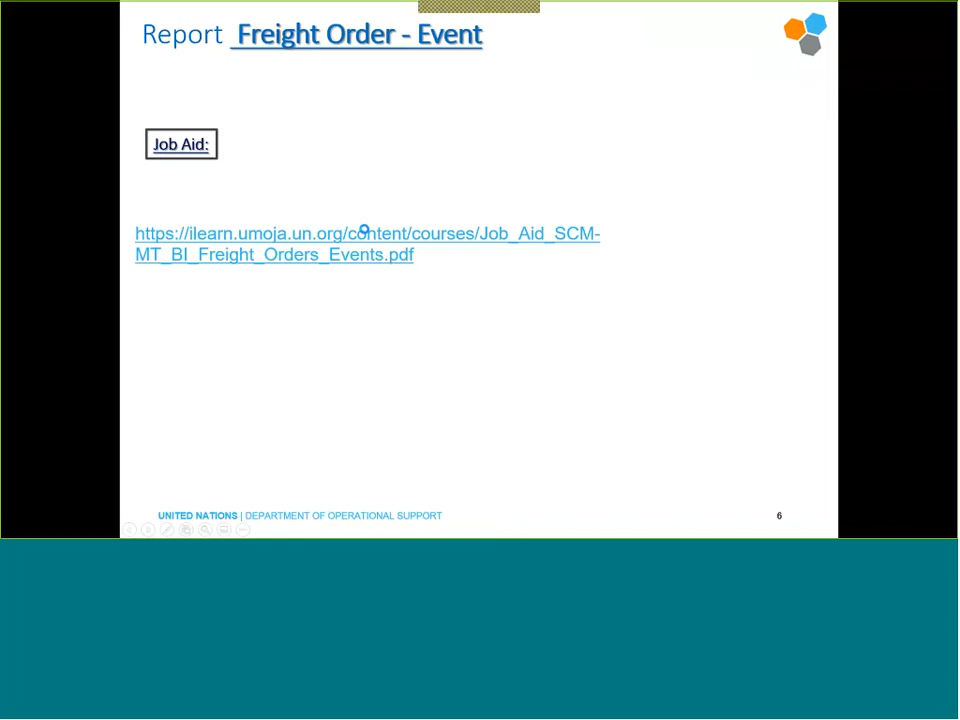 Report Freight Order - Event
Job Aid:
https://ilearn.umoja.un.org/content/courses/Job_Aid_SCM-
MT_BI_Freight_Orders_Events.pdf
UNITED NATIONS | DEPARTMENT OF OPERATIONAL SUPPORT
6